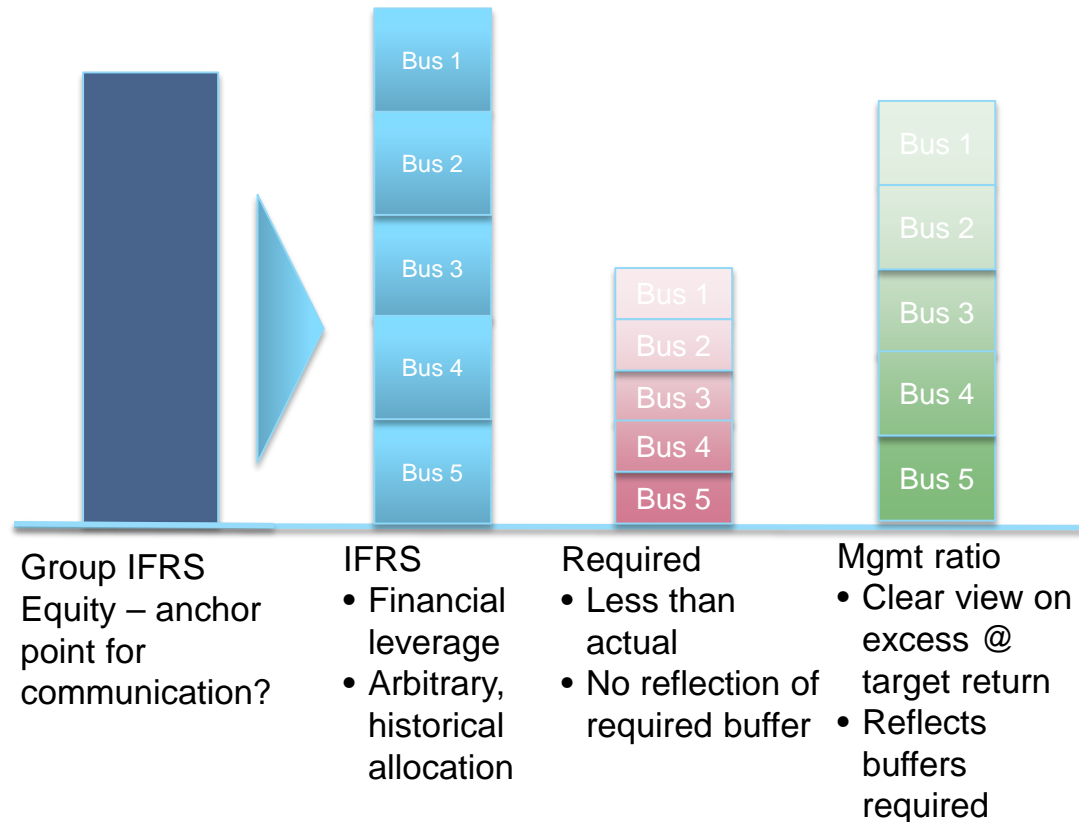 Bus 1
Bus 2
Bus 3
Bus 4
Bus 5
Bus 1
Bus 2
Bus 3
Bus 4
Bus 5
Bus 1
Bus 2
Bus 3
Bus 4
Bus 5
Group IFRS
Equity – anchor
point for
communication?
IFRS
• Financial
leverage
• Arbitrary,
historical
allocation
Required
• Less than
actual
• No reflection of
required buffer
Mgmt ratio
• Clear view on
excess @
target return
• Reflects
buffers
required